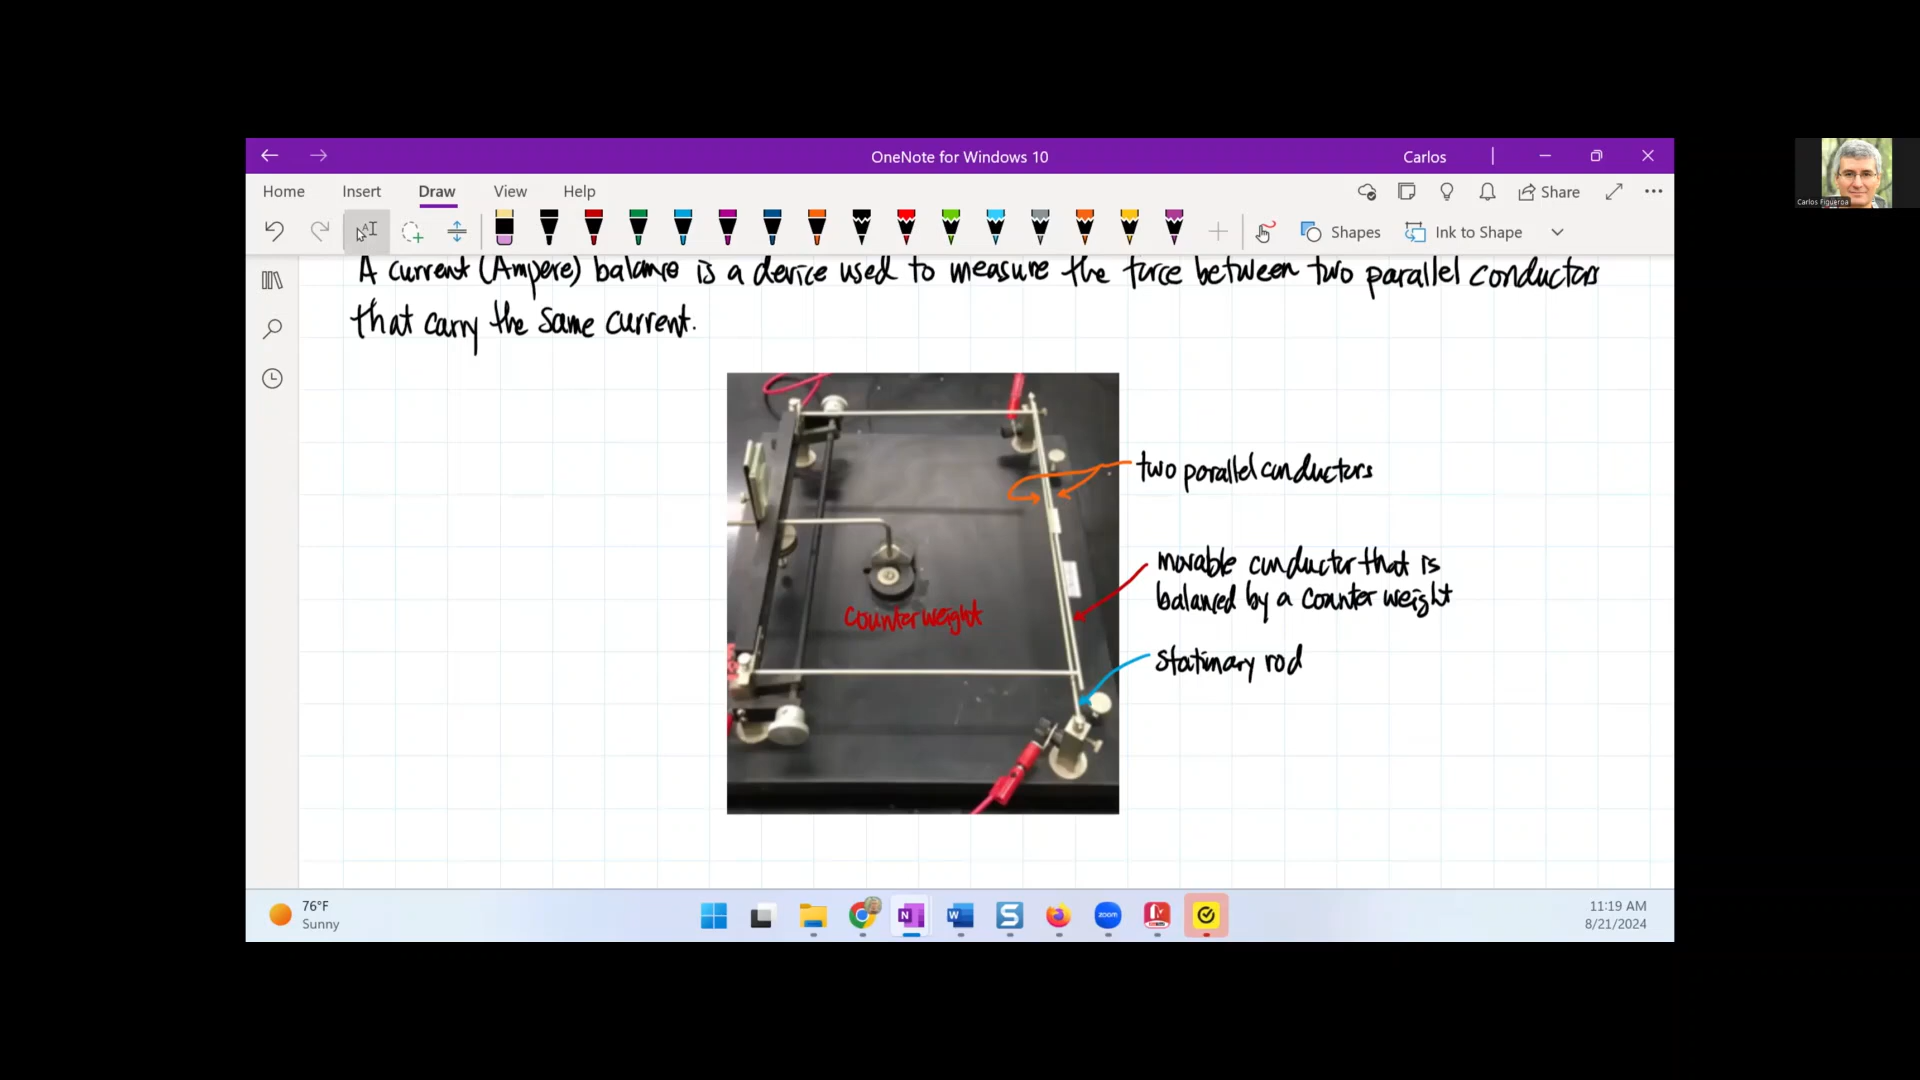 OneNote for Windows 10
Carlos
Home Insert Draw View Help
Share
Shapes
Ink to Shape
Carlos Figueroa
A current (Ampere) balance is a device used to measure the force between two parallel conductors
that carry the same current.
two parallel conductors
movable conductor that is
balanced by a counter weight
Counter weight
stationary rod
76°F
Sunny
zoom
11:19 AM
8/21/2024